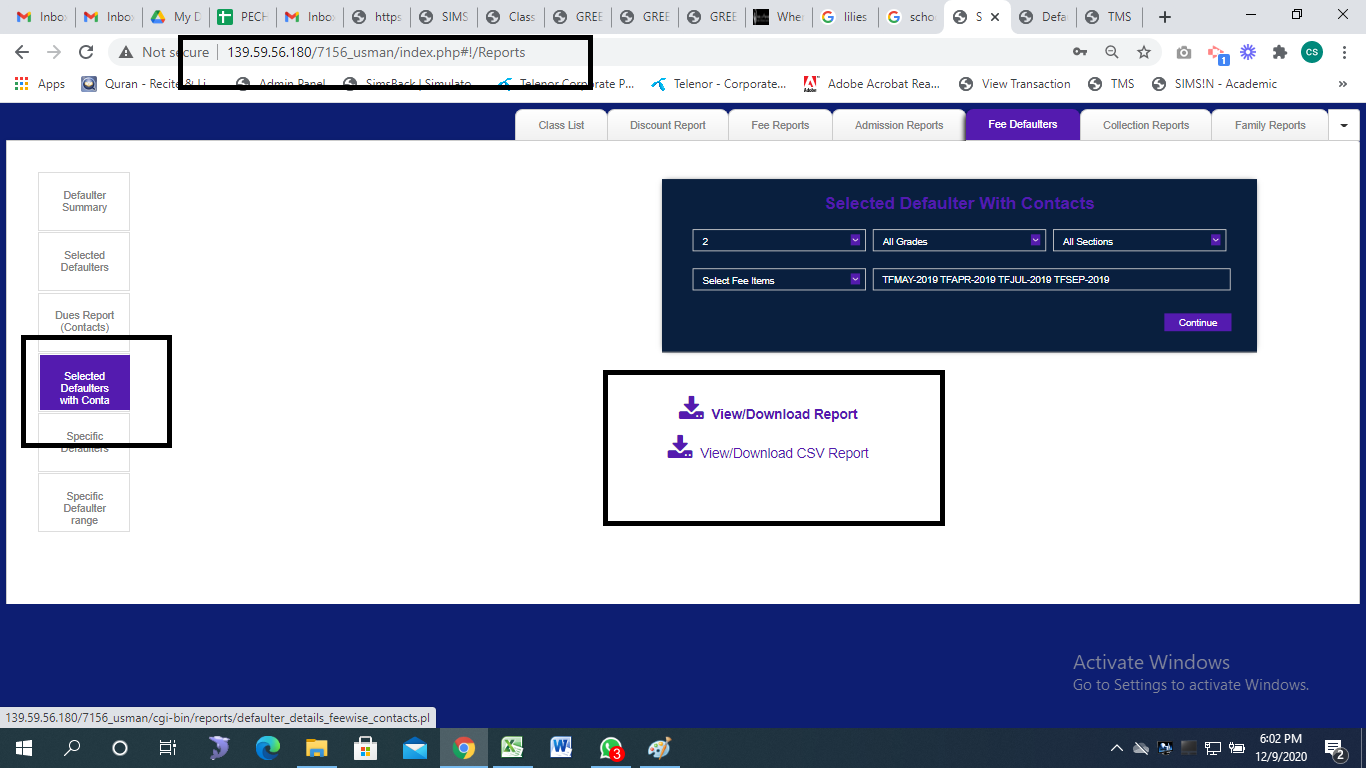 Inbo
Inbo
My D
PECH
Inbo
https
SIMS
Class
GREE
GREE
GREE
Wher
lilies
scho
S
Defa
TMS
Not secure
139.59.56.180/7156_usman/index.php#!/Reports
1
CS
Apps
Quran - Recite & Li
Admin Panel
SimsPack | Simulato
Telenor Corporate P...
Telenor - Corporate...
Adobe Acrobat Rea...
View Transaction
TMS
SIMS!N - Academic
Class List
Discount Report
Fee Reports
Admission Reports
Fee Defaulters
Collection Reports
Family Reports
Defaulter
Summary
Selected
Defaulters
Dues Report
(Contacts)
Selected
Defaulters
with Conta
Specific
Defaulters
Specific
Defaulter
range
Selected Defaulter With Contacts
2
All Grades
All Sections
Select Fee Items
TFMAY-2019 TFAPR-2019 TFJUL-2019 TFSEP-2019
Continue
View/Download Report
View/Download CSV Report
Activate Windows
Go to Settings to activate Windows.
139.59.56.180/7156_usman/cgi-bin/reports/defaulter_details_feewise_contacts.pl
3
6:02 PM
12/9/2020
2